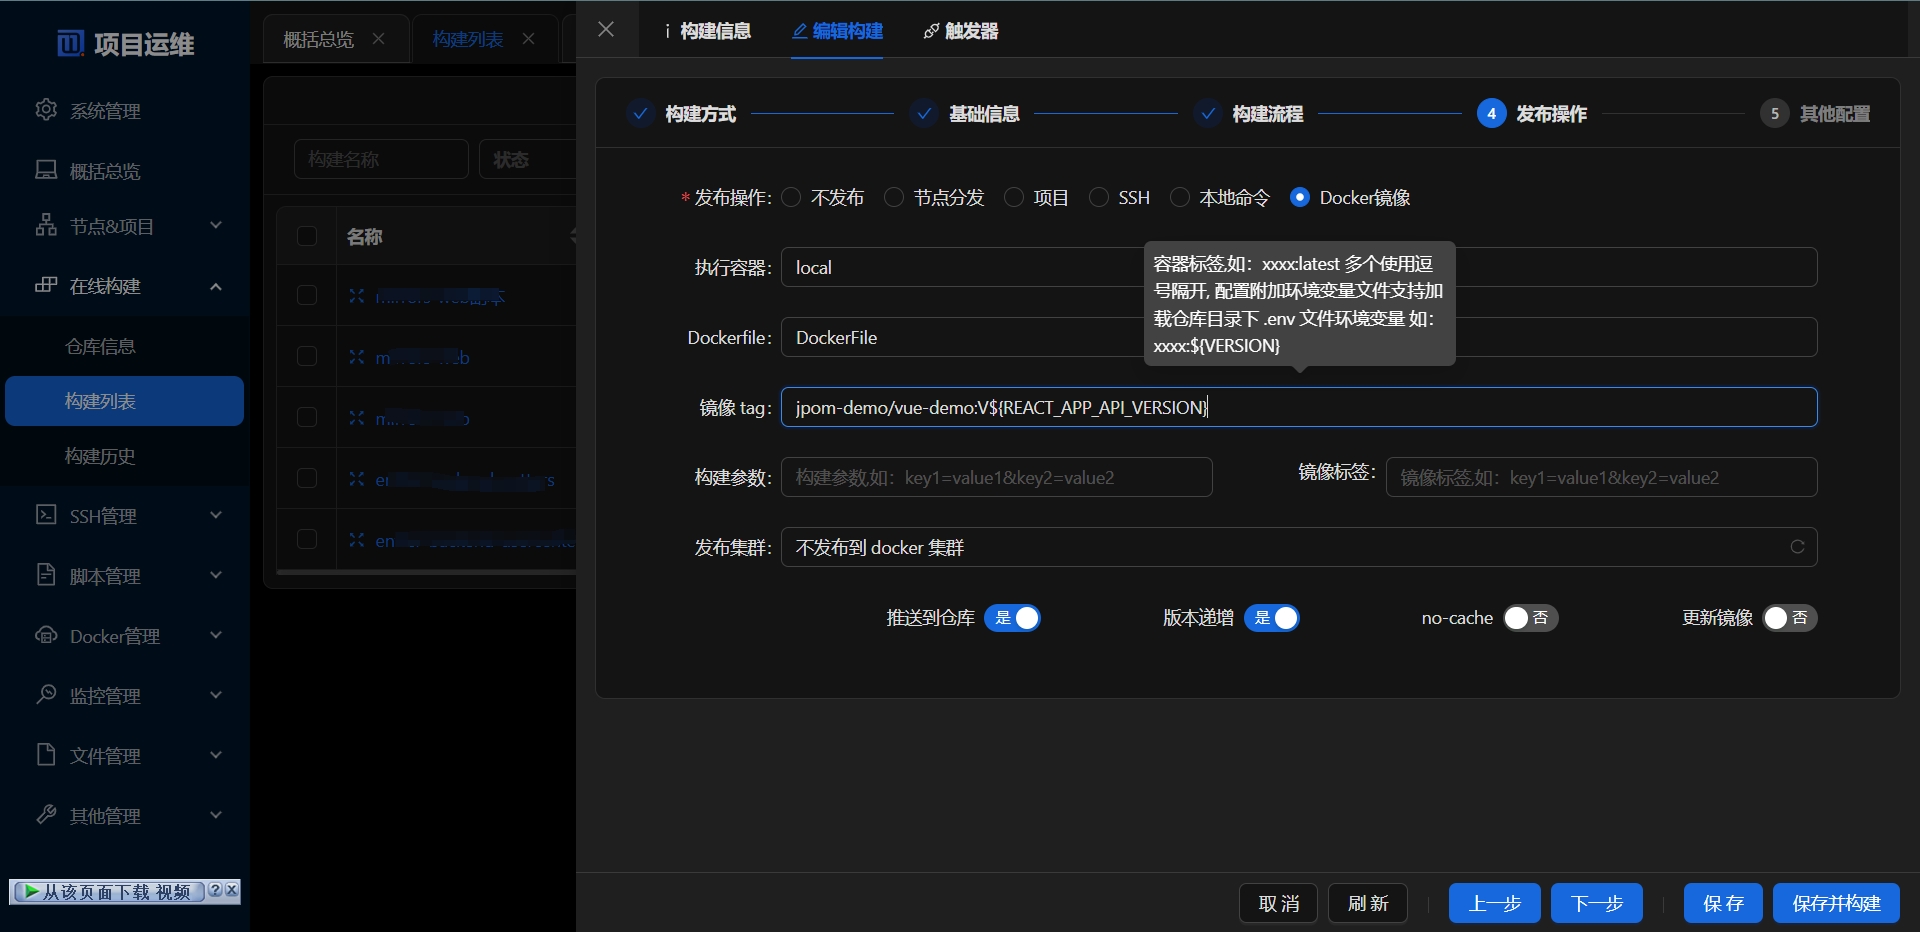 项目运维
系统管理
概括总览
节点&项目
在线构建
仓库信息
构建列表
构建历史
SSH管理
脚本管理
Docker管理
监控管理
文件管理
其他管理
从该页面下载 视频
概括总览
构建列表
构建名称
状态
名称
构建信息
编辑构建
触发器
构建方式
基础信息
构建流程
4 发布操作
5 其他配置
* 发布操作: 不发布 节点分发 项目 SSH 本地命令 Docker镜像
执行容器: local
容器标签,如：xxxx:latest 多个使用逗
号隔开, 配置附加环境变量文件支持加
载仓库目录下 .env 文件环境变量 如：
xxxx:${VERSION}
Dockerfile: DockerFile
镜像 tag: jpom-demo/vue-demo:V${REACT_APP_API_VERSION}
构建参数: 构建参数,如：key1=value1&key2=value2
镜像标签: 镜像标签,如：key1=value1&key2=value2
发布集群: 不发布到 docker 集群
推送到仓库 是
版本递增 是
no-cache 否
更新镜像 否
取 消
刷 新
上一步
下一步
保 存
保存并构建